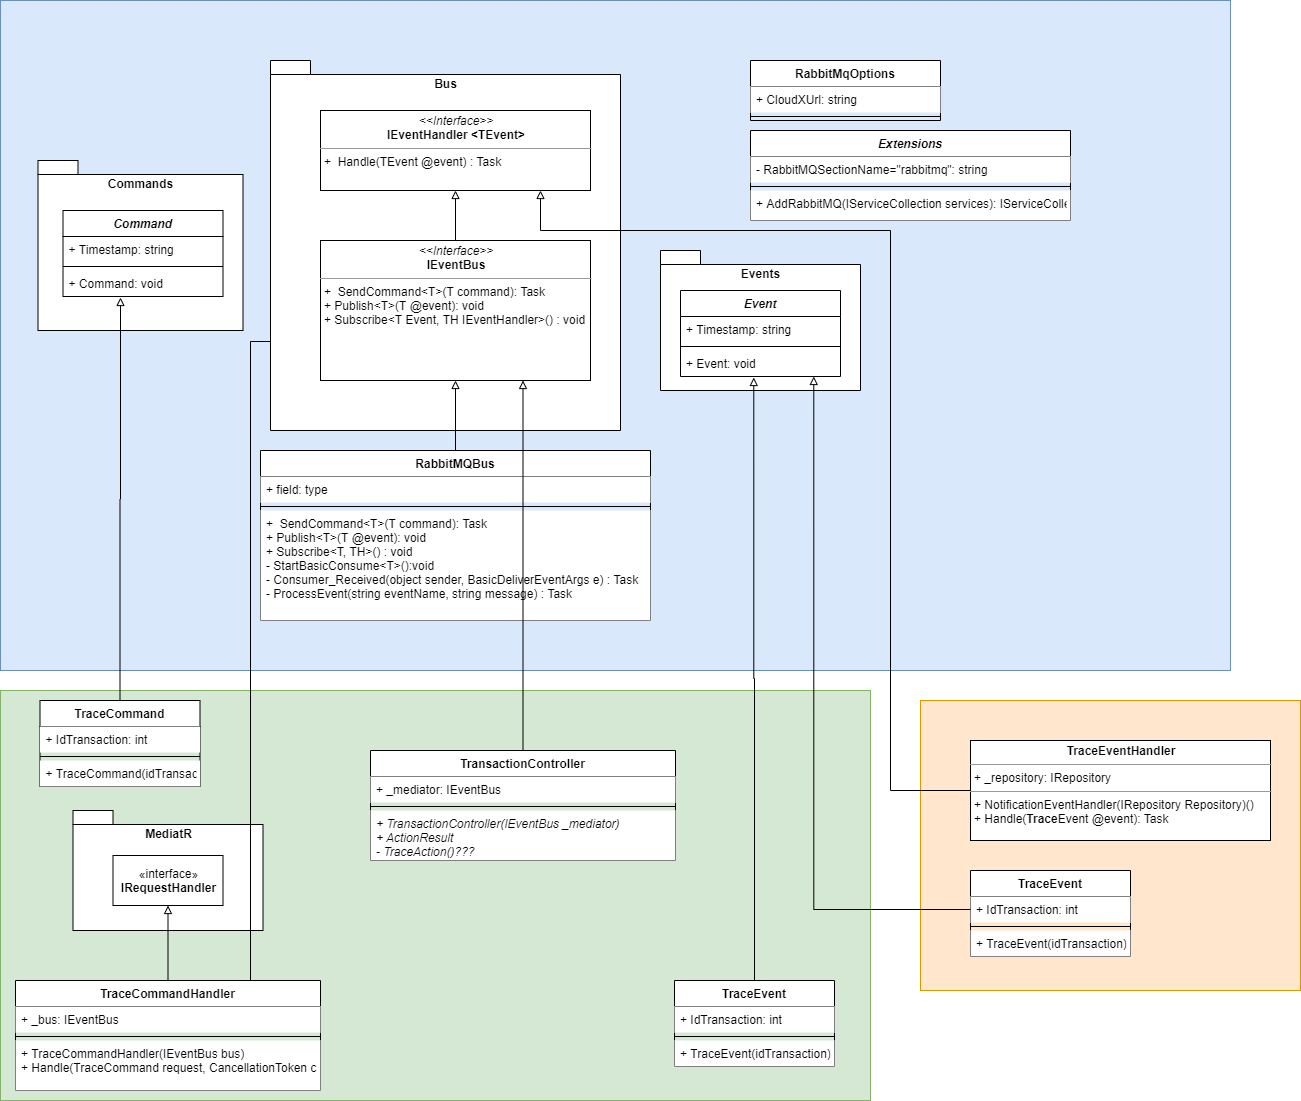 Bus
<<Interface>>
IEventHandler <TEvent>
+  Handle(TEvent @event) : Task
<<Interface>>
IEventBus
+  SendCommand<T>(T command): Task
+ Publish<T>(T @event): void
+ Subscribe<T Event, TH IEventHandler>() : void
RabbitMqOptions
+ CloudXUrl: string
Extensions
- RabbitMQSectionName="rabbitmq": string
+ AddRabbitMQ(IServiceCollection services): IServiceColle
Commands
Command
+ Timestamp: string
+ Command: void
Events
Event
+ Timestamp: string
+ Event: void
RabbitMQBus
+ field: type
+  SendCommand<T>(T command): Task
+ Publish<T>(T @event): void
+ Subscribe<T, TH>() : void
- StartBasicConsume<T>():void
- Consumer_Received(object sender, BasicDeliverEventArgs e) : Task
- ProcessEvent(string eventName, string message) : Task
TraceCommand
+ IdTransaction: int
+ TraceCommand(idTransac
MediatR
«interface»
IRequestHandler
TraceCommandHandler
+ _bus: IEventBus
+ TraceCommandHandler(IEventBus bus)
+ Handle(TraceCommand request, CancellationToken c
TransactionController
+ _mediator: IEventBus
+ TransactionController(IEventBus _mediator)
+ ActionResult
- TraceAction()???
TraceEvent
+ IdTransaction: int
+ TraceEvent(idTransaction)
TraceEventHandler
+ _repository: IRepository
+ NotificationEventHandler(IRepository Repository)()
+ Handle(TraceEvent @event): Task
TraceEvent
+ IdTransaction: int
+ TraceEvent(idTransaction)